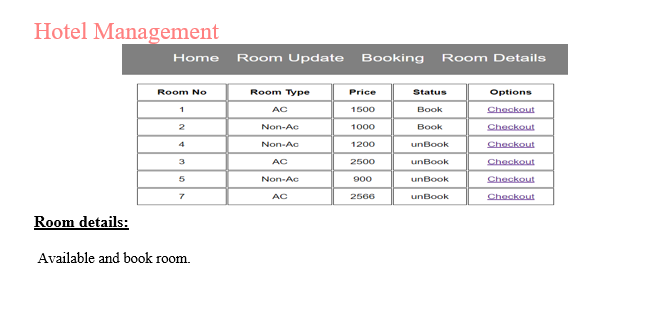 Hotel Management
Home Room Update Booking Room Details
Room No Room Type Price Status Options
1 AC 1500 Book Checkout
2 Non-Ac 1000 Book Checkout
4 Non-Ac 1200 unBook Checkout
3 AC 2500 unBook Checkout
5 Non-Ac 900 unBook Checkout
7 AC 2566 unBook Checkout
Room details:
Available and book room.